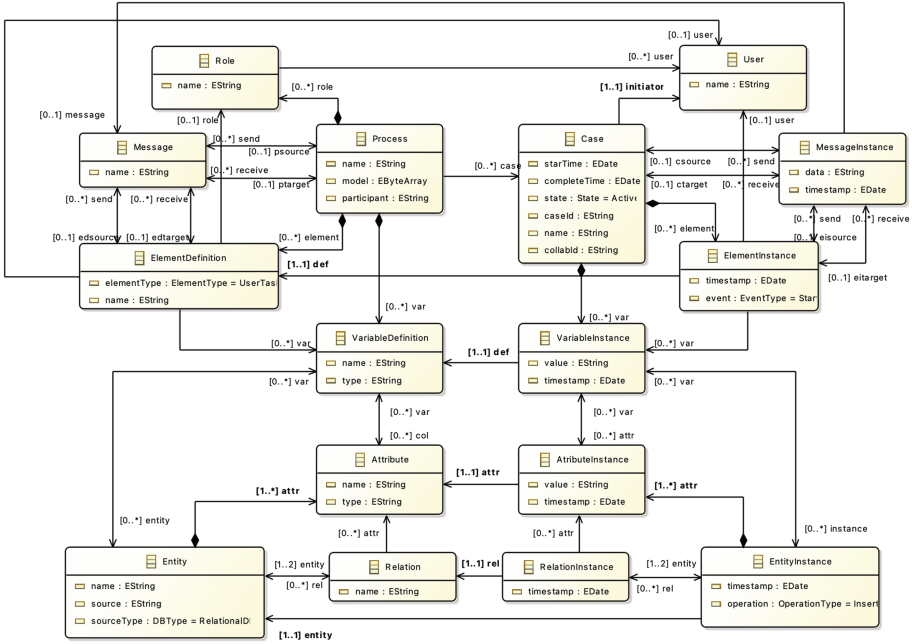 [0..1] user
Role
name : EString
[0..*] user
User
name : EString
[0..*] role
[1..1] initiator
[0..1] message
[0..1] role
[0..1] user
Message
name : EString
[0..*] send
[0..1] psource
[0..*] receive
[0..1] ptarget
Process
name : EString
model : EByteArray
participant : EString
[0..*] case
Case
startTime : EDate
completeTime : EDate
state : State = Active
caseId : EString
name : EString
collabId : EString
[0..1] csource
[0..*] send
[0..1] ctarget
[0..*] receive
MessageInstance
data : EString
timestamp : EDate
[0..*] send
[0..*] receive
[0..1] edsource
[0..1] edtarget
[0..*] element
[0..*] element
[0..*] send
[0..*] receive
[0..1] eisource
[0..1] eitarget
ElementDefinition
elementType : ElementType = UserTas
name : EString
[1..1] def
ElementInstance
timestamp : EDate
event : EventType = Star
[0..*] var
[0..*] var
[0..*] var
[0..*] var
VariableDefinition
name : EString
type : EString
[1..1] def
VariableInstance
value : EString
timestamp : EDate
[0..*] var
[0..*] var
[0..*] var
[0..*] col
[0..*] var
[0..*] attr
Attribute
name : EString
type : EString
[1..1] attr
AtributeInstance
value : EString
timestamp : EDate
[1..*] attr
[1..*] attr
[0..*] entity
[0..*] attr
[0..*] attr
[0..*] instance
Entity
name : EString
source : EString
sourceType : DBType = RelationalD
[1..2] entity
[0..*] rel
Relation
name : EString
[1..1] rel
RelationInstance
timestamp : EDate
[1..2] entity
[0..*] rel
EntityInstance
timestamp : EDate
operation : OperationType = Insert
[1..1] entity